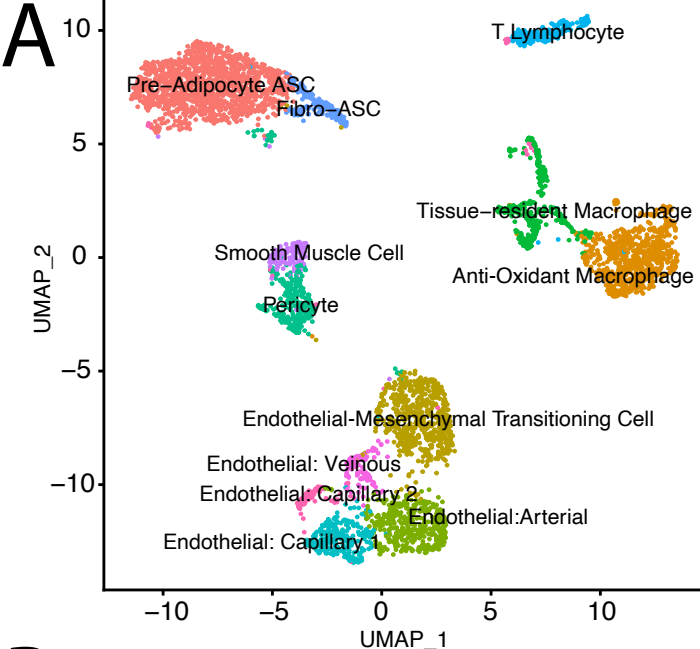 A
10
5
0
−5
−10
UMAP_2
T Lymphocyte
Pre−Adipocyte ASC
Fibro−ASC
Tissue−resident Macrophage
Smooth Muscle Cell
Anti-Oxidant Macrophage
Pericyte
Endothelial-Mesenchymal Transitioning Cell
Endothelial: Veinous
Endothelial: Capillary 2
Endothelial:Arterial
Endothelial: Capillary 1
−10
−5
0
5
10
UMAP_1